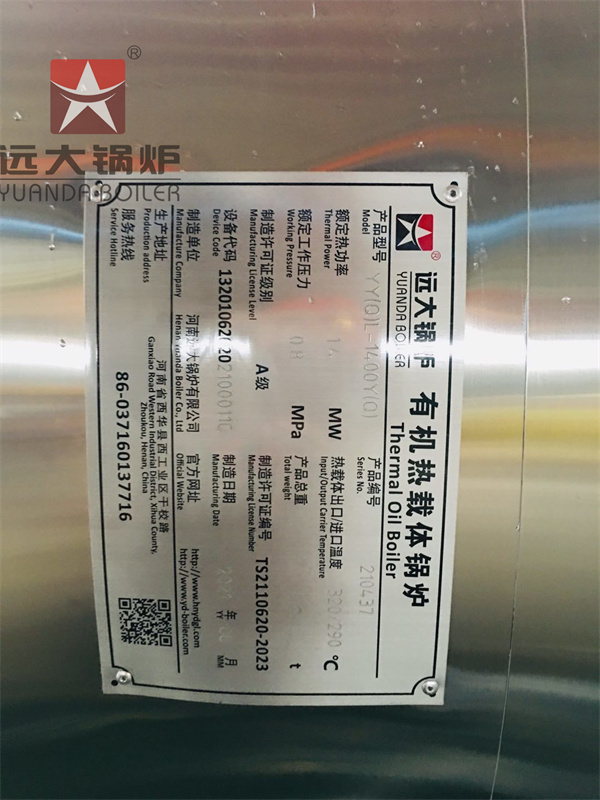 ®
远大锅炉
YUANDA BOILER
®
远大锅炉
YUANDA BOILER
有机热载体锅炉
Thermal Oil Boiler
产品型号 YY(Q)L-1400Y(Q) 产品编号 210437
Model Series No.
额定热功率 MW 热载体出口/进口温度 320/290 °C
Thermal Power Input/Output Carrier Temperature
额定工作压力 MPa 产品总重 t
Working Pressure Total weight
制造许可证级别 A级 制造许可证编号 TS2110620-2023
Manufacturing License Level Manufacturing License Number
设备代码 制造日期 年 月
Device Code Manufacturing Date YY MM
制造单位 河南远大锅炉有限公司 官方网址 http://www.hnydgl.com
Manufacture Company Henan Yuanda Boiler Co., Ltd Official Website http://www.yd-boiler.com
生产地址 河南省西华县西工业区干校路
Production address Ganxiao Road Western Industrial District, Xihua County,
Zhoukou, Henan, China
服务热线 86-037160137716
Service Hotline